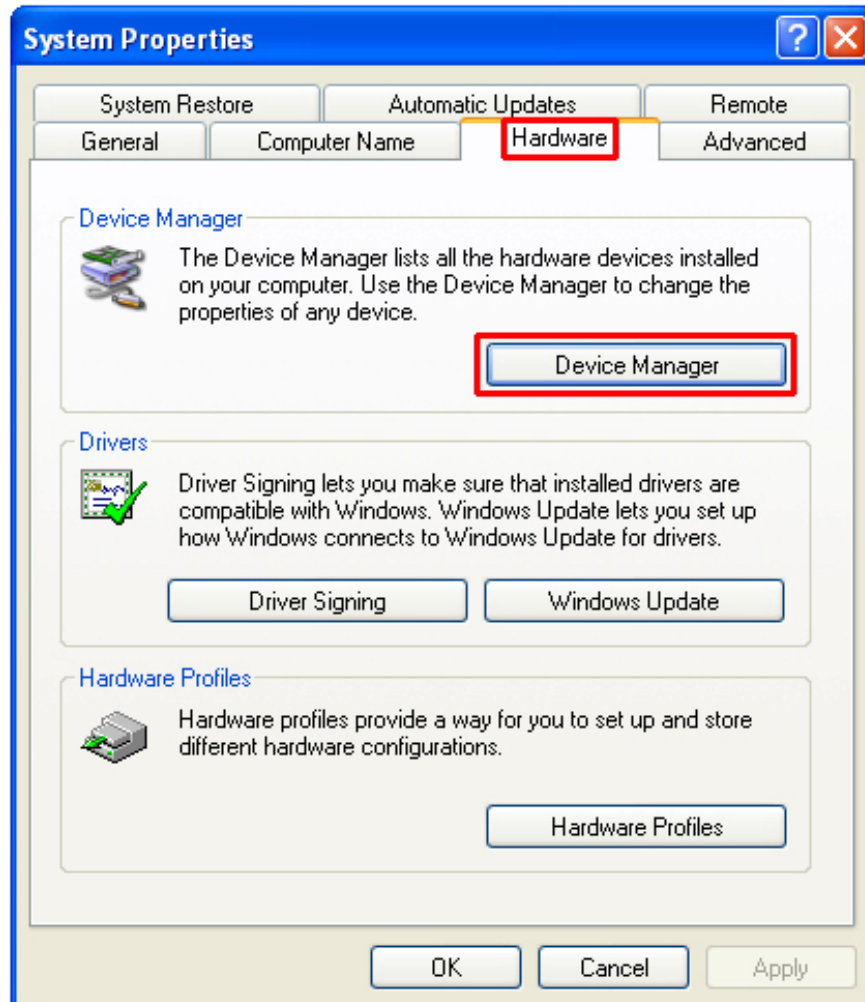 System Properties
System Restore
Automatic Updates
Remote
General
Computer Name
Hardware
Advanced
Device Manager
The Device Manager lists all the hardware devices installed
on your computer. Use the Device Manager to change the
properties of any device.
Device Manager
Drivers
Driver Signing lets you make sure that installed drivers are
compatible with Windows. Windows Update lets you set up
how Windows connects to Windows Update for drivers.
Driver Signing
Windows Update
Hardware Profiles
Hardware profiles provide a way for you to set up and store
different hardware configurations.
Hardware Profiles
OK
Cancel
Apply